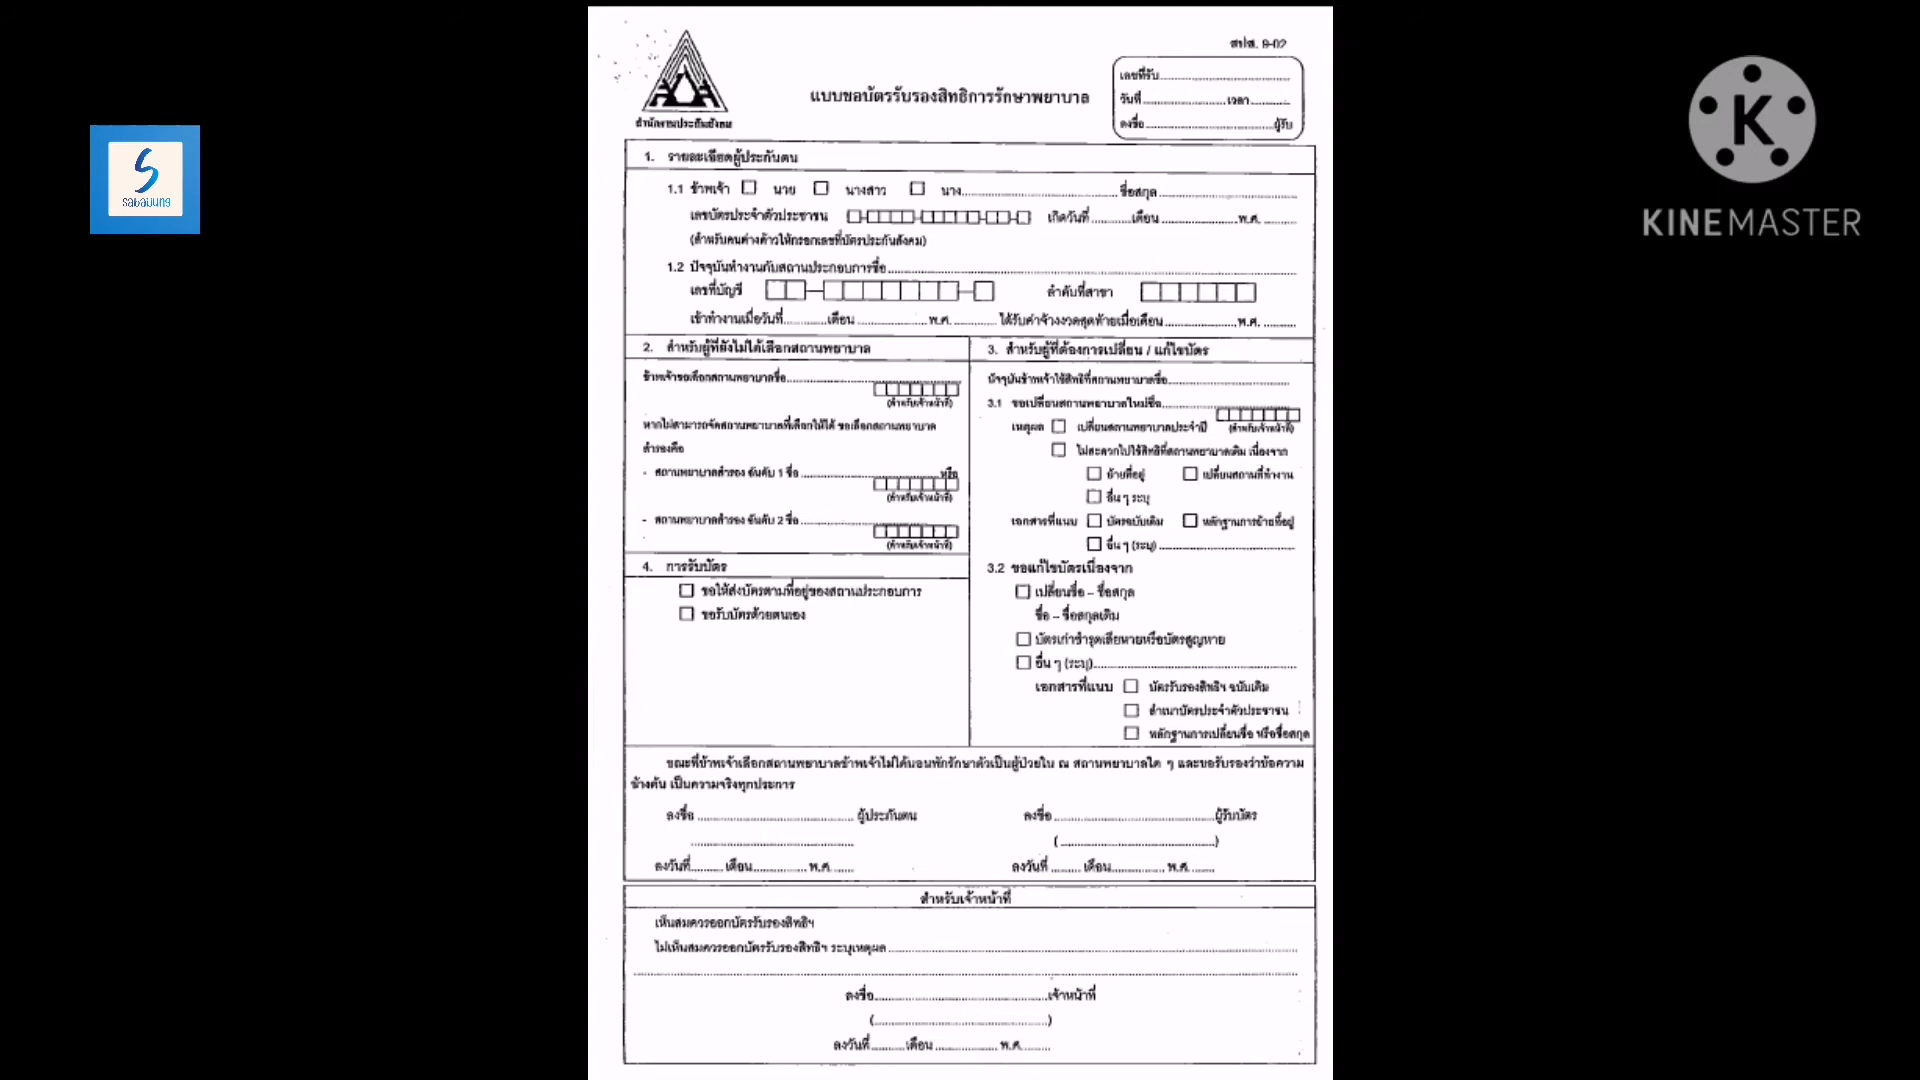 สปส. 9-02
สำนักงานประกันสังคม
แบบขอบัตรรับรองสิทธิการรักษาพยาบาล
เลขที่รับ
วันที่ เวลา
ลงชื่อ ผู้รับ
S
sabaijung
K
KINEMASTER
1. รายละเอียดผู้ประกันตน
1.1 ข้าพเจ้า นาย นางสาว นาง ชื่อสกุล
เลขบัตรประจำตัวประชาชน เกิดวันที่ เดือน พ.ศ.
(สำหรับคนต่างด้าวให้กรอกเลขที่บัตรประกันสังคม)
1.2 ปัจจุบันทำงานกับสถานประกอบการชื่อ
เลขที่บัญชี ลำดับที่สาขา
เข้าทำงานเมื่อวันที่ เดือน พ.ศ. ได้รับค่าจ้างงวดสุดท้ายเมื่อเดือน พ.ศ.
2. สำหรับผู้ที่ยังไม่ได้เลือกสถานพยาบาล
ข้าพเจ้าขอเลือกสถานพยาบาลชื่อ
(สำหรับเจ้าหน้าที่)
หากไม่สามารถจัดสถานพยาบาลที่เลือกให้ได้ ขอเลือกสถานพยาบาล
สำรองคือ
- สถานพยาบาลสำรอง อันดับ 1 ชื่อ หรือ
(สำหรับเจ้าหน้าที่)
- สถานพยาบาลสำรอง อันดับ 2 ชื่อ
(สำหรับเจ้าหน้าที่)
4. การรับบัตร
ขอให้ส่งบัตรตามที่อยู่ของสถานประกอบการ
ขอรับบัตรด้วยตนเอง
3. สำหรับผู้ที่ต้องการเปลี่ยน / แก้ไขบัตร
ปัจจุบันข้าพเจ้าใช้สิทธิที่สถานพยาบาลชื่อ
3.1 ขอเปลี่ยนสถานพยาบาลใหม่ชื่อ
เหตุผล เปลี่ยนสถานพยาบาลประจำปี (สำหรับเจ้าหน้าที่)
ไม่สะดวกไปใช้สิทธิที่สถานพยาบาลเดิม เนื่องจาก
ย้ายที่อยู่ เปลี่ยนสถานที่ทำงาน
อื่น ๆ ระบุ
เอกสารที่แนบ บัตรฉบับเดิม หลักฐานการย้ายที่อยู่
อื่น ๆ (ระบุ)
3.2 ขอแก้ไขบัตรเนื่องจาก
เปลี่ยนชื่อ – ชื่อสกุล
ชื่อ – ชื่อสกุลเดิม
บัตรเก่าชำรุดเสียหายหรือบัตรสูญหาย
อื่น ๆ (ระบุ)
เอกสารที่แนบ บัตรรับรองสิทธิฯ ฉบับเดิม
สำเนาบัตรประจำตัวประชาชน
หลักฐานการเปลี่ยนชื่อ หรือชื่อสกุล
ขณะที่ข้าพเจ้าเลือกสถานพยาบาลข้าพเจ้าไม่ได้นอนพักรักษาตัวเป็นผู้ป่วยใน ณ สถานพยาบาลใด ๆ และขอรับรองว่าข้อความ
ข้างต้น เป็นความจริงทุกประการ
ลงชื่อ ผู้ประกันตน ลงชื่อ ผู้รับบัตร
( )
ลงวันที่ เดือน พ.ศ. ลงวันที่ เดือน พ.ศ.
สำหรับเจ้าหน้าที่
เห็นสมควรออกบัตรรับรองสิทธิฯ
ไม่เห็นสมควรออกบัตรรับรองสิทธิฯ ระบุเหตุผล
ลงชื่อ เจ้าหน้าที่
( )
ลงวันที่ เดือน พ.ศ.